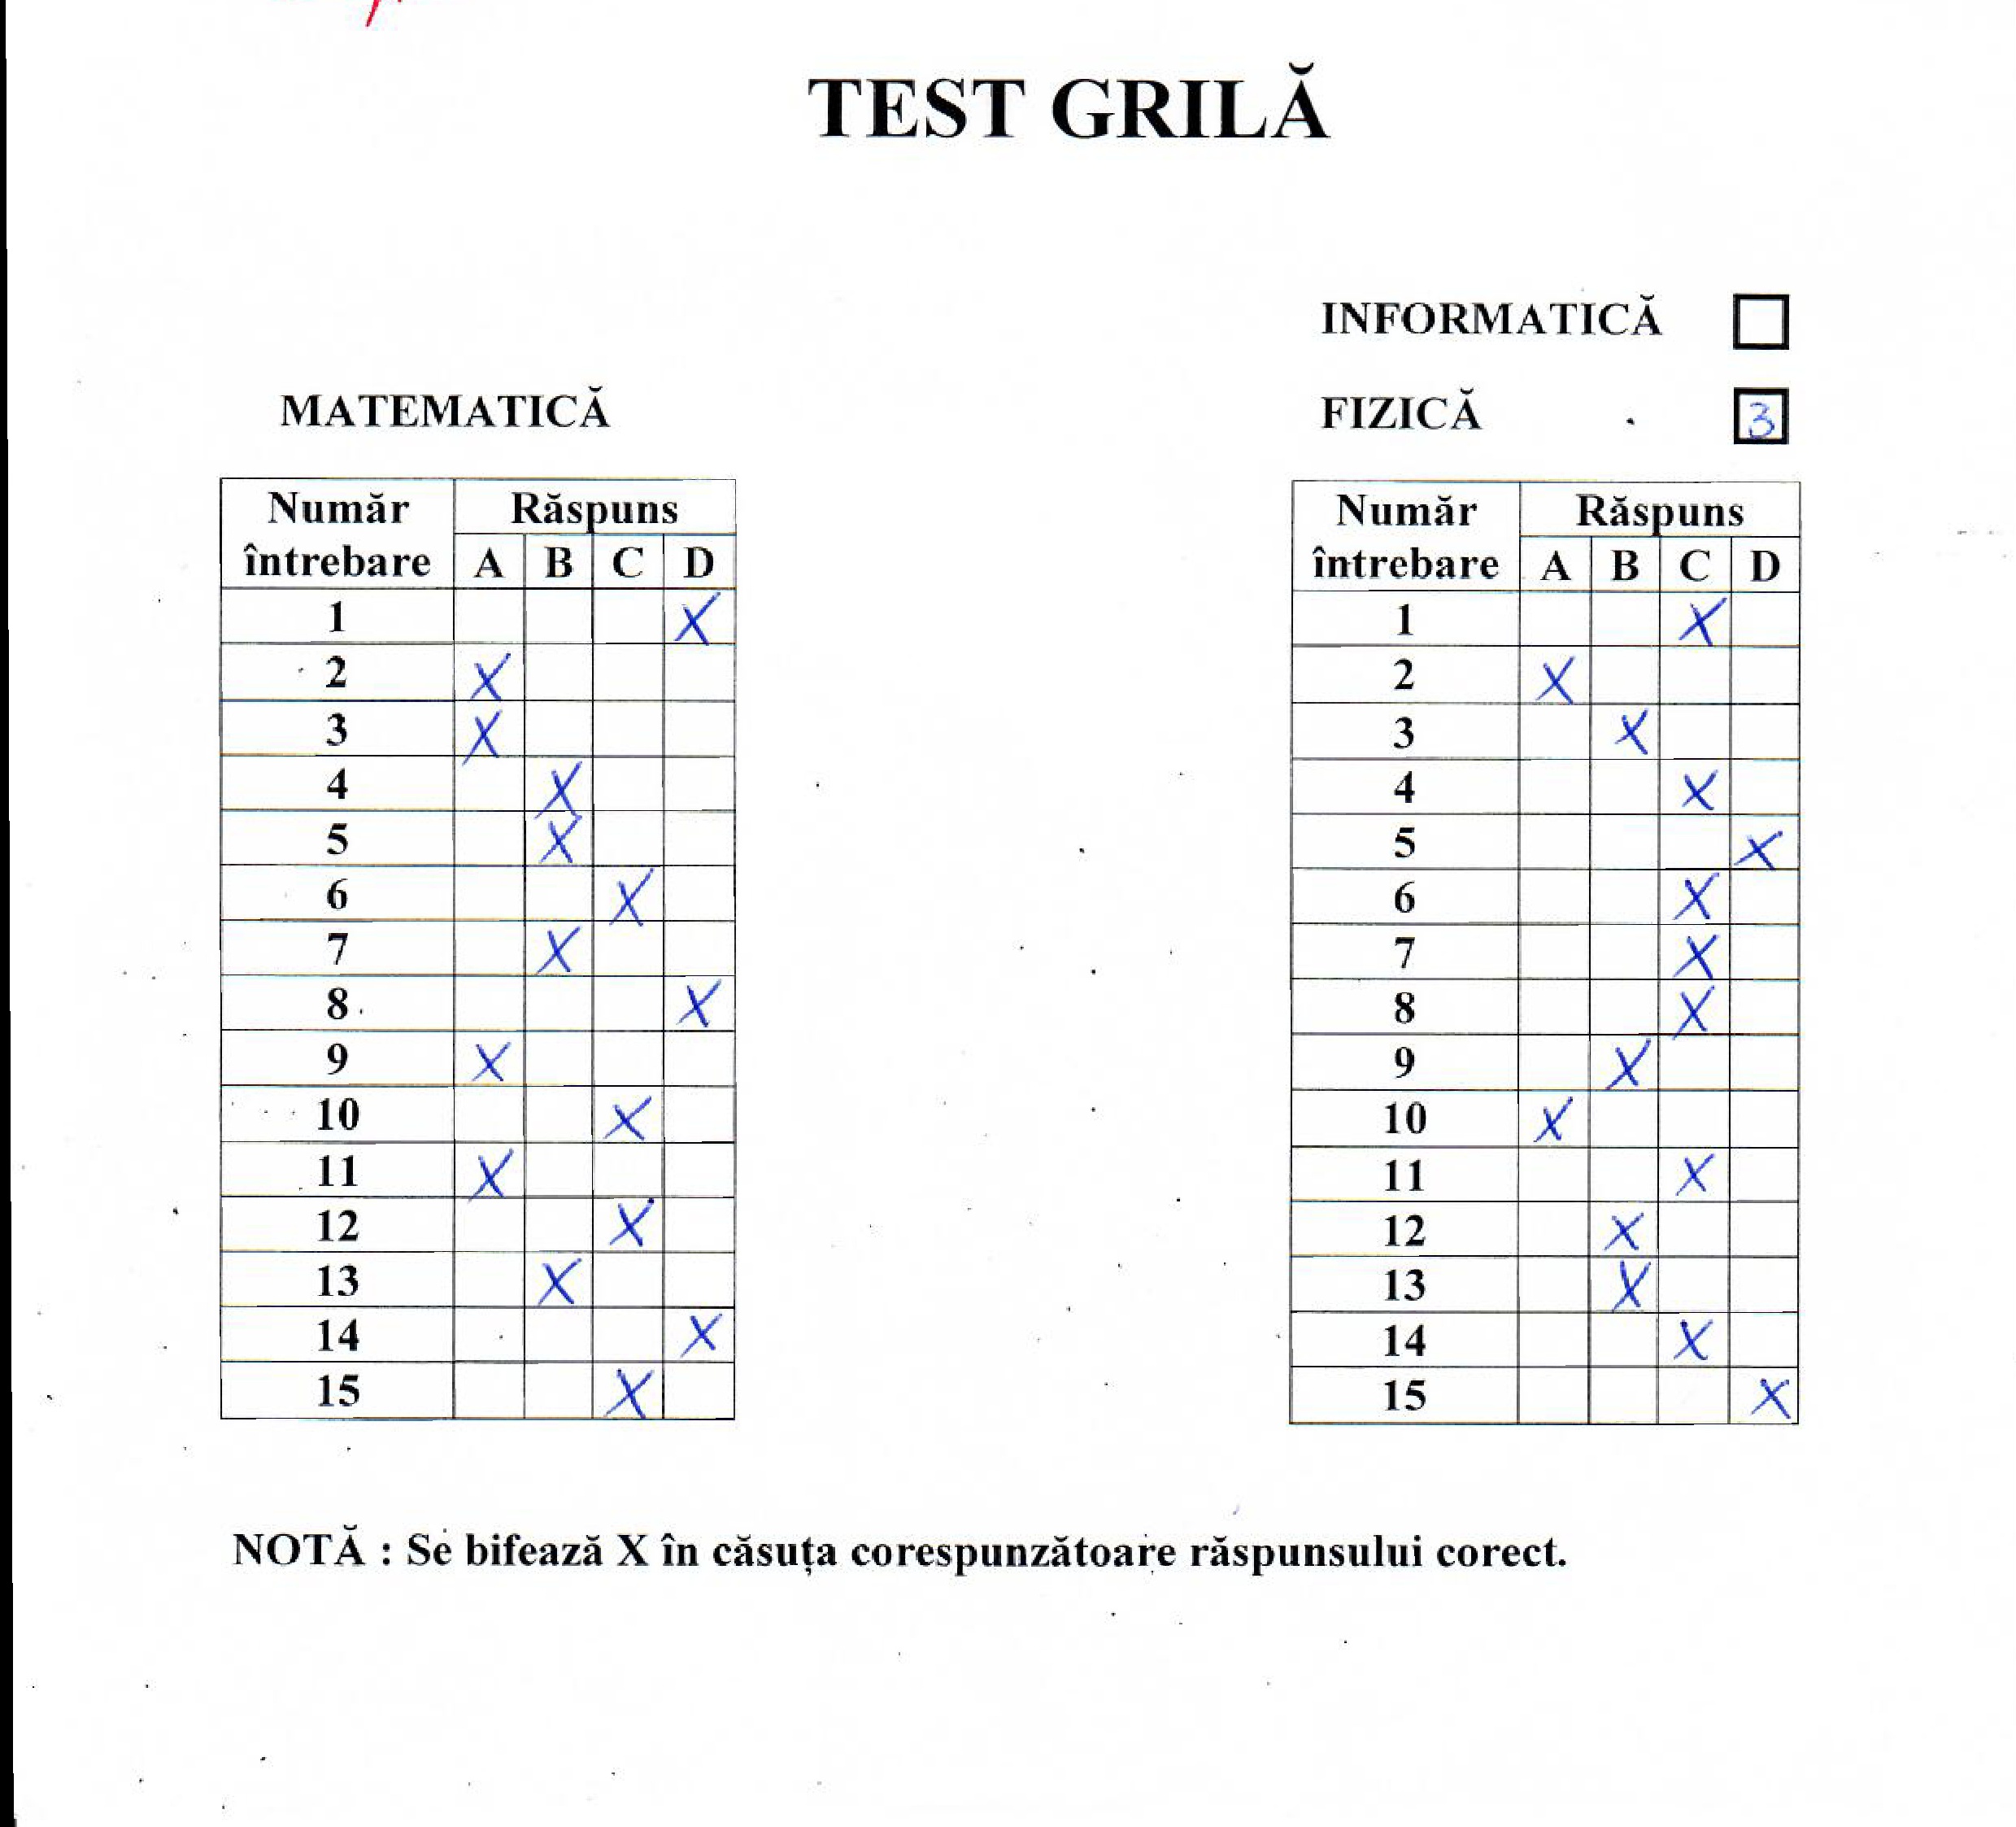 TEST GRILĂ
INFORMATICĂ
MATEMATICĂ
FIZICĂ 3
Număr întrebare Răspuns
A B C D
1 X
2 X
3 X
4 X
5 X
6 X
7 X
8 X
9 X
10 X
11 X
12 X
13 X
14 X
15 X
Număr întrebare Răspuns
A B C D
1 X
2 X
3 X
4 X
5 X
6 X
7 X
8 X
9 X
10 X
11 X
12 X
13 X
14 X
15 X
NOTĂ : Se bifează X în căsuța corespunzătoare răspunsului corect.